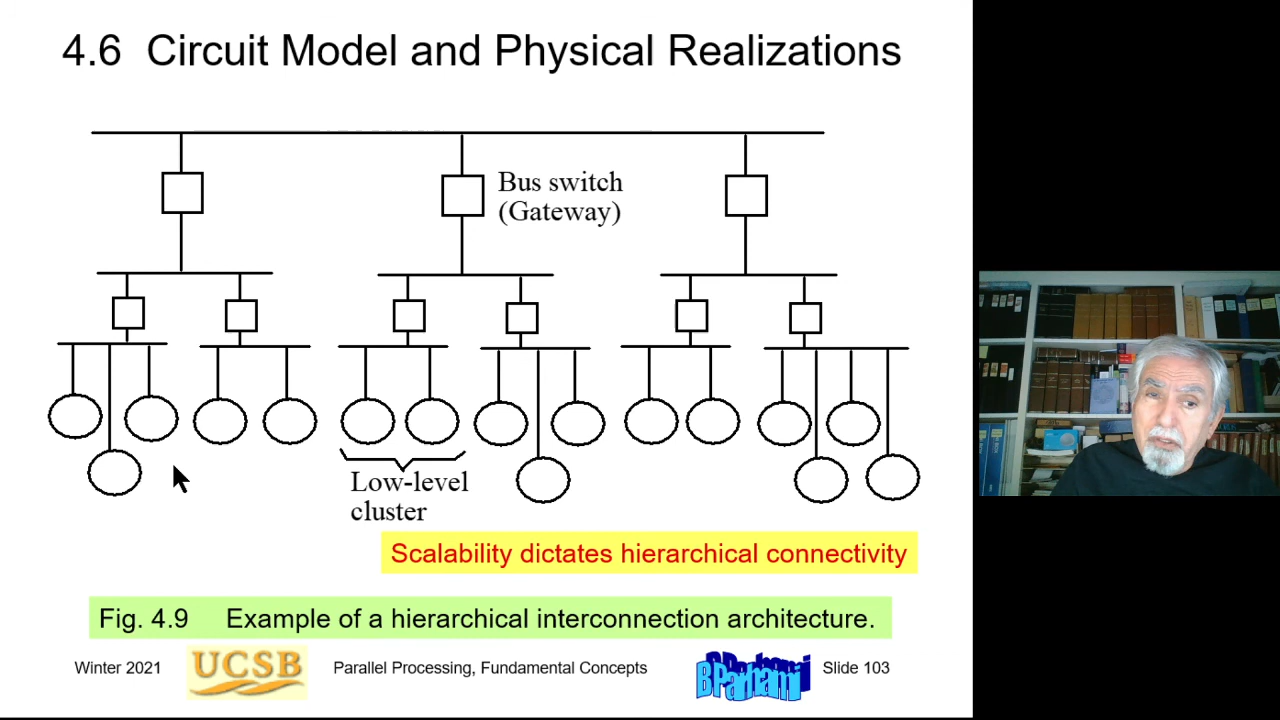 4.6 Circuit Model and Physical Realizations
Bus switch
(Gateway)
Low-level
cluster
Scalability dictates hierarchical connectivity
Fig. 4.9 Example of a hierarchical interconnection architecture.
Winter 2021 UCSB Parallel Processing, Fundamental Concepts BParhami Slide 103